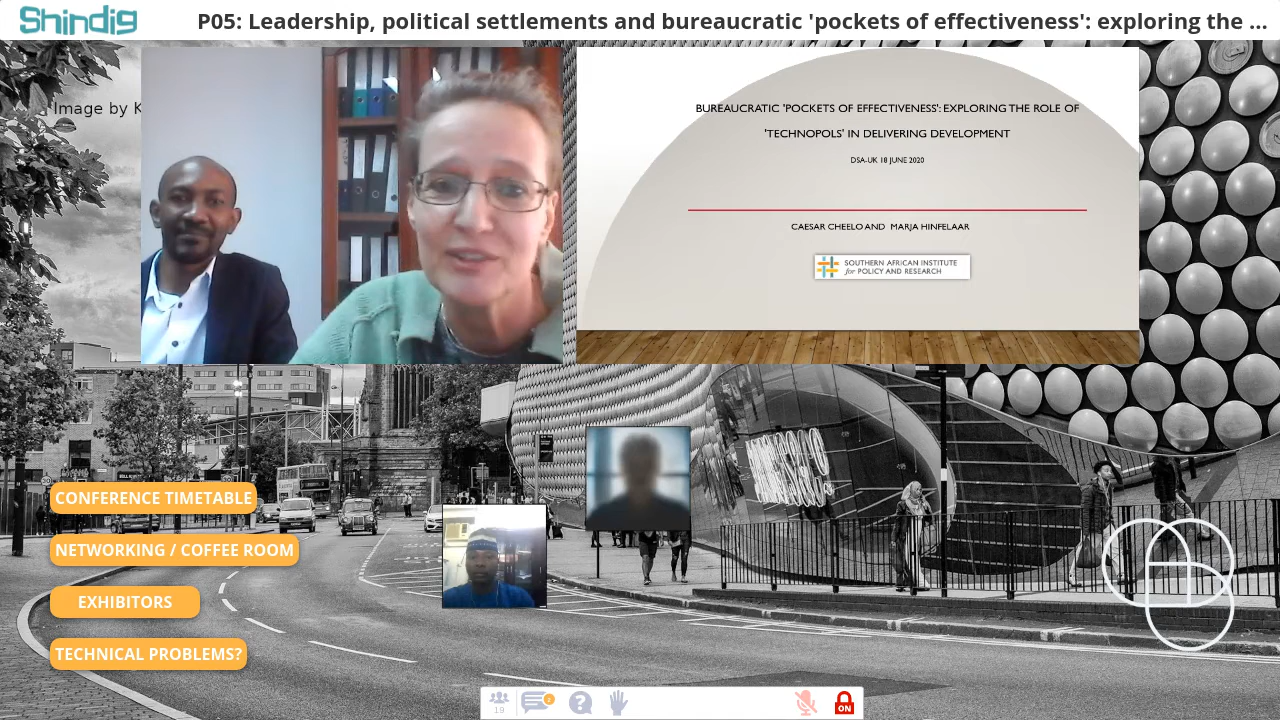 Shindig
P05: Leadership, political settlements and bureaucratic 'pockets of effectiveness': exploring the ...
Image by K
BUREAUCRATIC 'POCKETS OF EFFECTIVENESS': EXPLORING THE ROLE OF
'TECHNOPOLS' IN DELIVERING DEVELOPMENT
DSA-UK 18 JUNE 2020
CAESAR CHEELO AND MARJA HINFELAAR
SOUTHERN AFRICAN INSTITUTE
for POLICY AND RESEARCH
CONFERENCE TIMETABLE
NETWORKING / COFFEE ROOM
EXHIBITORS
TECHNICAL PROBLEMS?
19
ON